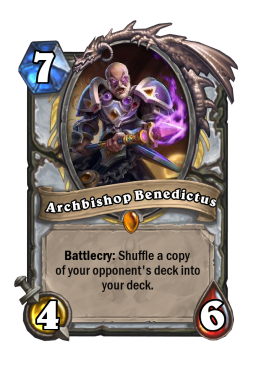 7
Archbishop Benedictus
Battlecry: Shuffle a copy
of your opponent's deck into
your deck.
4
6